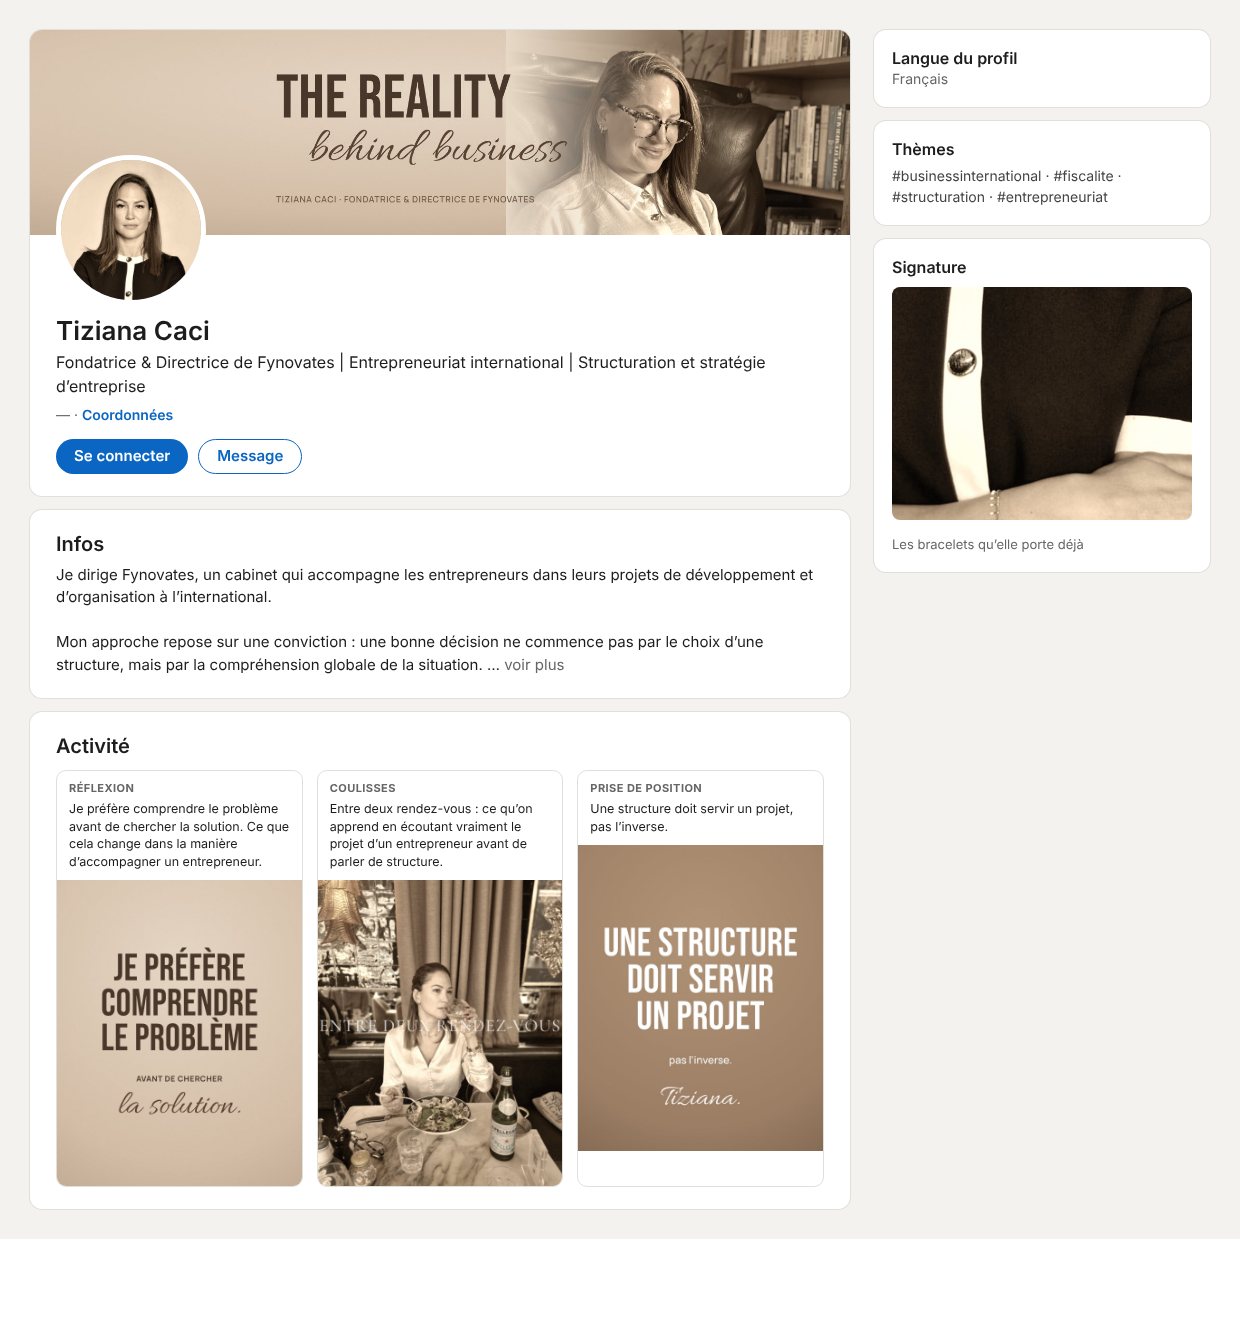 THE REALITY
behind business
TIZIANA CACI · FONDATRICE & DIRECTRICE DE FYNOVATES
Tiziana Caci
Fondatrice & Directrice de Fynovates | Entrepreneuriat international | Structuration et stratégie
d’entreprise
— · Coordonnées
Se connecter
Message
Infos
Je dirige Fynovates, un cabinet qui accompagne les entrepreneurs dans leurs projets de développement et
d’organisation à l’international.
Mon approche repose sur une conviction : une bonne décision ne commence pas par le choix d’une
structure, mais par la compréhension globale de la situation. ... voir plus
Activité
RÉFLEXION
Je préfère comprendre le problème
avant de chercher la solution. Ce que
cela change dans la manière
d’accompagner un entrepreneur.
JE PRÉFÈRE
COMPRENDRE
LE PROBLÈME
AVANT DE CHERCHER
la solution.
COULISSES
Entre deux rendez-vous : ce qu’on
apprend en écoutant vraiment le
projet d’un entrepreneur avant de
parler de structure.
ENTRE DEUX RENDEZ-VOUS
S.PELLEGRINO
PRISE DE POSITION
Une structure doit servir un projet,
pas l’inverse.
UNE STRUCTURE
DOIT SERVIR
UN PROJET
pas l’inverse.
Tiziana.
Langue du profil
Français
Thèmes
#businessinternational · #fiscalite ·
#structuration · #entrepreneuriat
Signature
Les bracelets qu’elle porte déjà